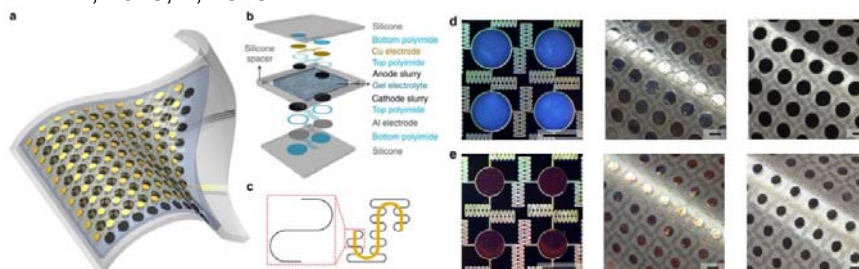 a
b
Silicone
Bottom polyimide
Cu electrode
Top polyimide
Silicone
spacer
Anode slurry
Gel electrolyte
Cathode slurry
Top polyimide
Al electrode
Bottom polyimide
Silicone
c
d
e